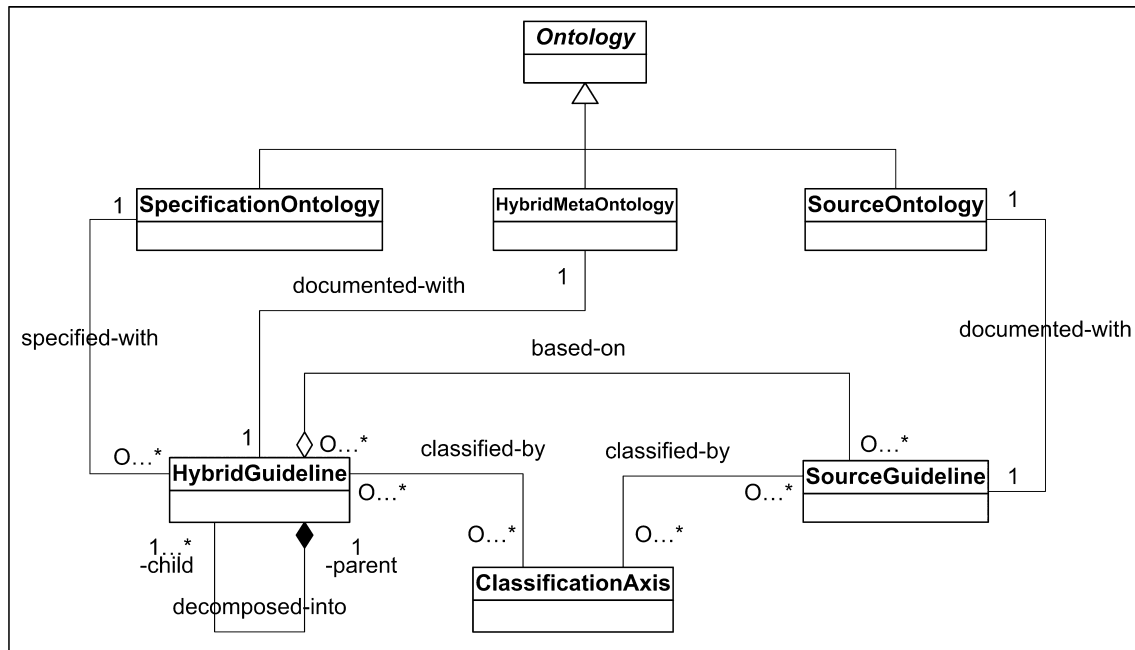 Ontology
1
SpecificationOntology
HybridMetaOntology
SourceOntology
1
1
documented-with
specified-with
documented-with
based-on
1
O...*
O...*
O...*
classified-by
classified-by
HybridGuideline
SourceGuideline
1
O...*
O...*
1...*
1
O...*
O...*
-child
-parent
ClassificationAxis
decomposed-into